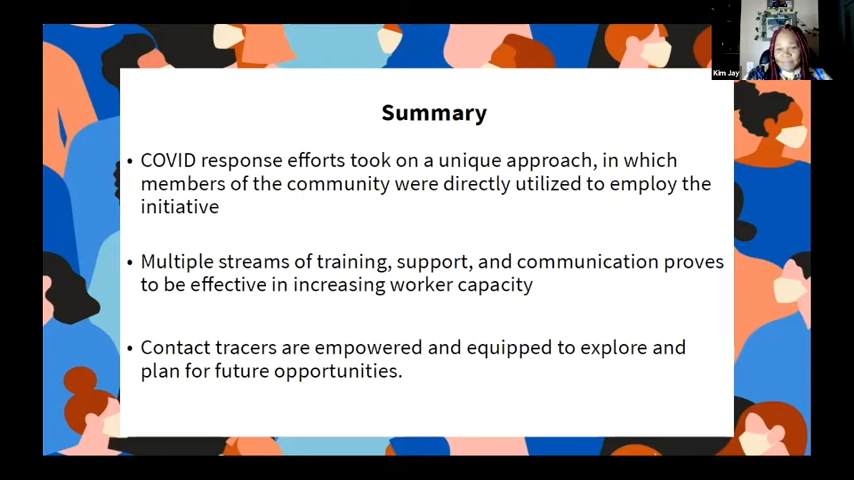 Kim Jay
Summary
• COVID response efforts took on a unique approach, in which
members of the community were directly utilized to employ the
initiative
• Multiple streams of training, support, and communication proves
to be effective in increasing worker capacity
• Contact tracers are empowered and equipped to explore and
plan for future opportunities.